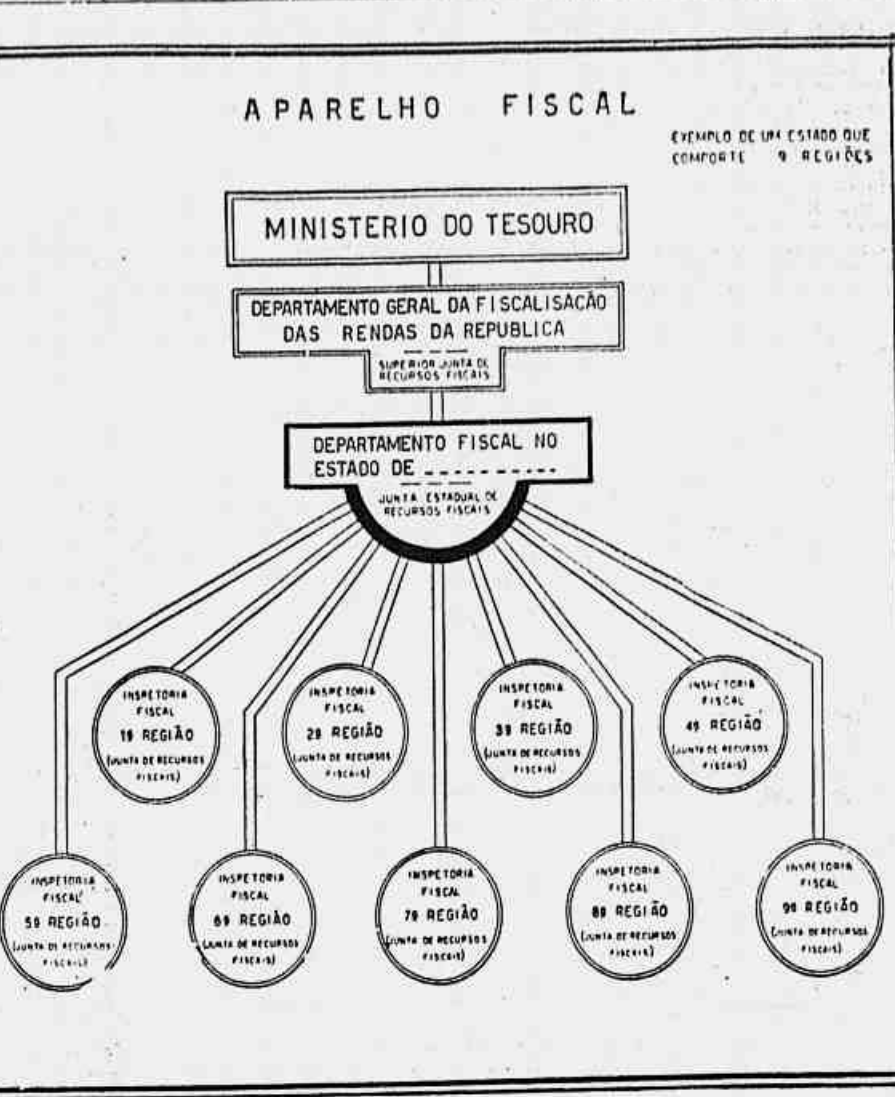 APARELHO FISCAL
EXEMPLO DE UM ESTADO QUE
COMPORTE 9 REGIÕES
MINISTERIO DO TESOURO
DEPARTAMENTO GERAL DA FISCALISAÇÃO
DAS RENDAS DA REPUBLICA
SUPERIOR JUNTA DE
RECURSOS FISCAIS
DEPARTAMENTO FISCAL NO
ESTADO DE -----------
JUNTA ESTADUAL DE
RECURSOS FISCAIS
INSPETORIA
FISCAL
1ª REGIÃO
(JUNTA DE RECURSOS
FISCAIS)
INSPETORIA
FISCAL
2ª REGIÃO
(JUNTA DE RECURSOS
FISCAIS)
INSPETORIA
FISCAL
3ª REGIÃO
(JUNTA DE RECURSOS
FISCAIS)
INSPETORIA
FISCAL
4ª REGIÃO
(JUNTA DE RECURSOS
FISCAIS)
INSPETORIA
FISCAL
5ª REGIÃO
(JUNTA DE RECURSOS
FISCAIS)
INSPETORIA
FISCAL
6ª REGIÃO
(JUNTA DE RECURSOS
FISCAIS)
INSPETORIA
FISCAL
7ª REGIÃO
(JUNTA DE RECURSOS
FISCAIS)
INSPETORIA
FISCAL
8ª REGIÃO
(JUNTA DE RECURSOS
FISCAIS)
INSPETORIA
FISCAL
9ª REGIÃO
(JUNTA DE RECURSOS
FISCAIS)